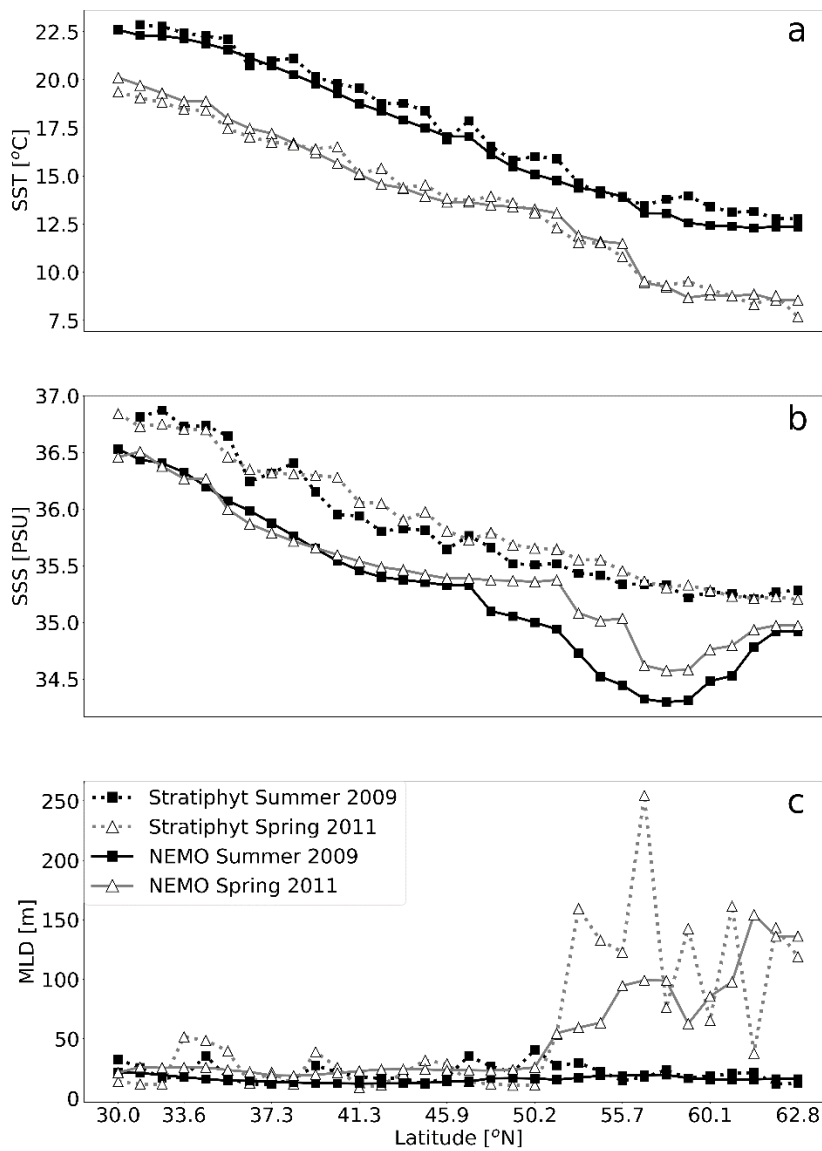 a
22.5
20.0
17.5
15.0
12.5
10.0
7.5
SST [°C]
b
37.0
36.5
36.0
35.5
35.0
34.5
SSS [PSU]
c
Stratiphyt Summer 2009
Stratiphyt Spring 2011
NEMO Summer 2009
NEMO Spring 2011
250
200
150
100
50
0
MLD [m]
30.0 33.6 37.3 41.3 45.9 50.2 55.7 60.1 62.8
Latitude [°N]